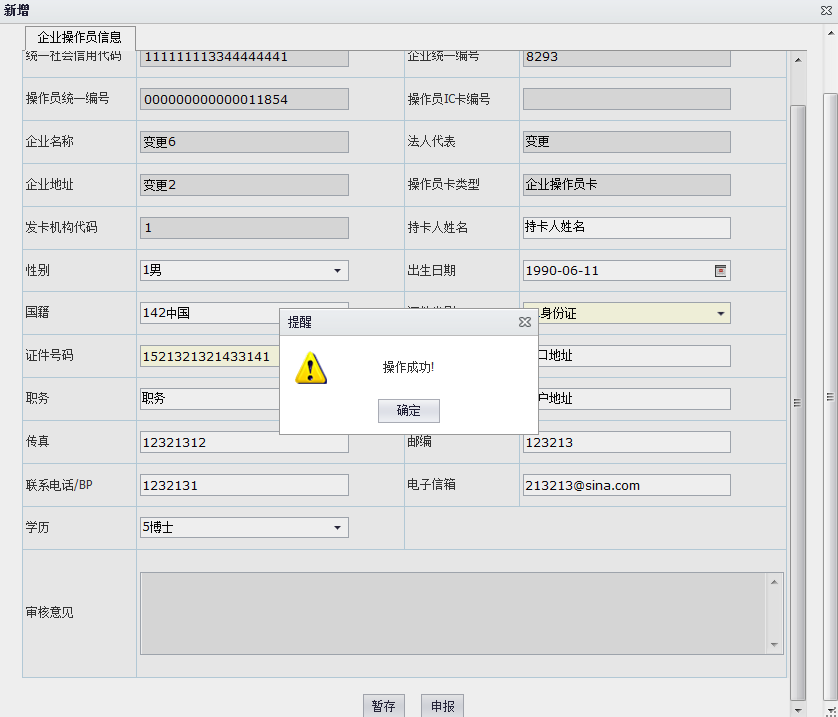 新增
企业操作员信息
统一社会信用代码 111111113344444441 企业统一编号 8293
操作员统一编号 000000000000011854 操作员IC卡编号
企业名称 变更6 法人代表 变更
企业地址 变更2 操作员卡类型 企业操作员卡
发卡机构代码 1 持卡人姓名 持卡人姓名
性别 1男 出生日期 1990-06-11
国籍 142中国 身份证
提醒
证件号码 1521321321433141 口地址
操作成功!
职务 职务 户地址
确定
传真 12321312 邮编 123213
联系电话/BP 1232131 电子信箱 213213@sina.com
学历 5博士
审核意见
暂存 申报